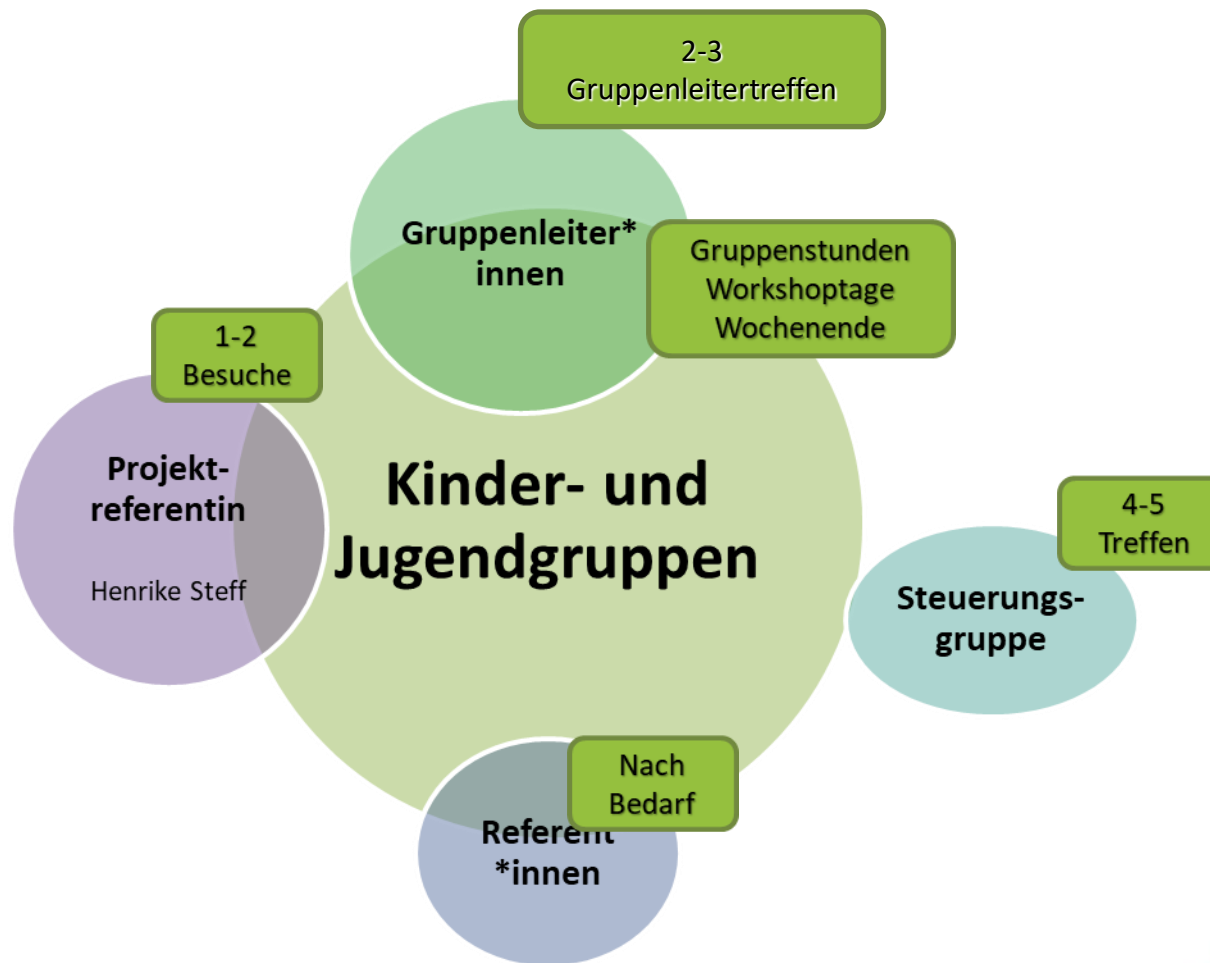 2-3
Gruppenleitertreffen
Gruppenleiter*
innen
Gruppenstunden
Workshoptage
Wochenende
1-2
Besuche
Projekt-
referentin
Henrike Steff
Kinder- und
Jugendgruppen
4-5
Treffen
Steuerungs-
gruppe
Nach
Bedarf
Referent
*innen